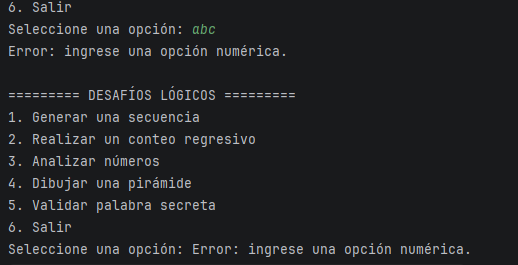 6. Salir
Seleccione una opción: abc
Error: ingrese una opción numérica.
========= DESAFÍOS LÓGICOS =========
1. Generar una secuencia
2. Realizar un conteo regresivo
3. Analizar números
4. Dibujar una pirámide
5. Validar palabra secreta
6. Salir
Seleccione una opción: Error: ingrese una opción numérica.